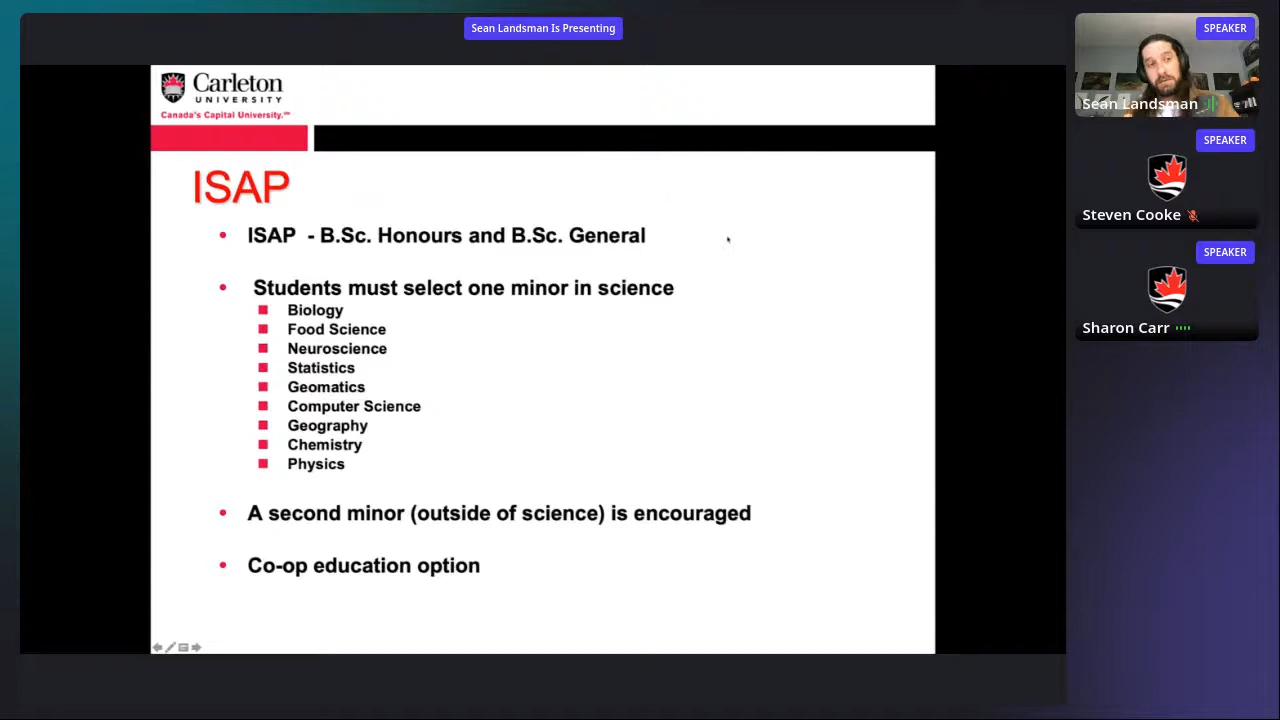 Sean Landsman Is Presenting
Carleton
UNIVERSITY
Canada's Capital University.℠
ISAP
• ISAP - B.Sc. Honours and B.Sc. General
• Students must select one minor in science
Biology
Food Science
Neuroscience
Statistics
Geomatics
Computer Science
Geography
Chemistry
Physics
• A second minor (outside of science) is encouraged
• Co-op education option
SPEAKER
Sean Landsman
SPEAKER
Steven Cooke
SPEAKER
Sharon Carr